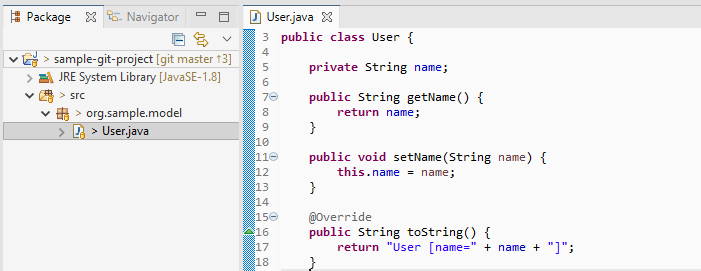 Package Navigator
> sample-git-project [git master ↑3]
JRE System Library [JavaSE-1.8]
> src
> org.sample.model
> User.java
User.java
3 public class User {
4
5     private String name;
6
7     public String getName() {
8         return name;
9     }
10
11     public void setName(String name) {
12         this.name = name;
13     }
14
15     @Override
16     public String toString() {
17         return "User [name=" + name + "]";
18     }